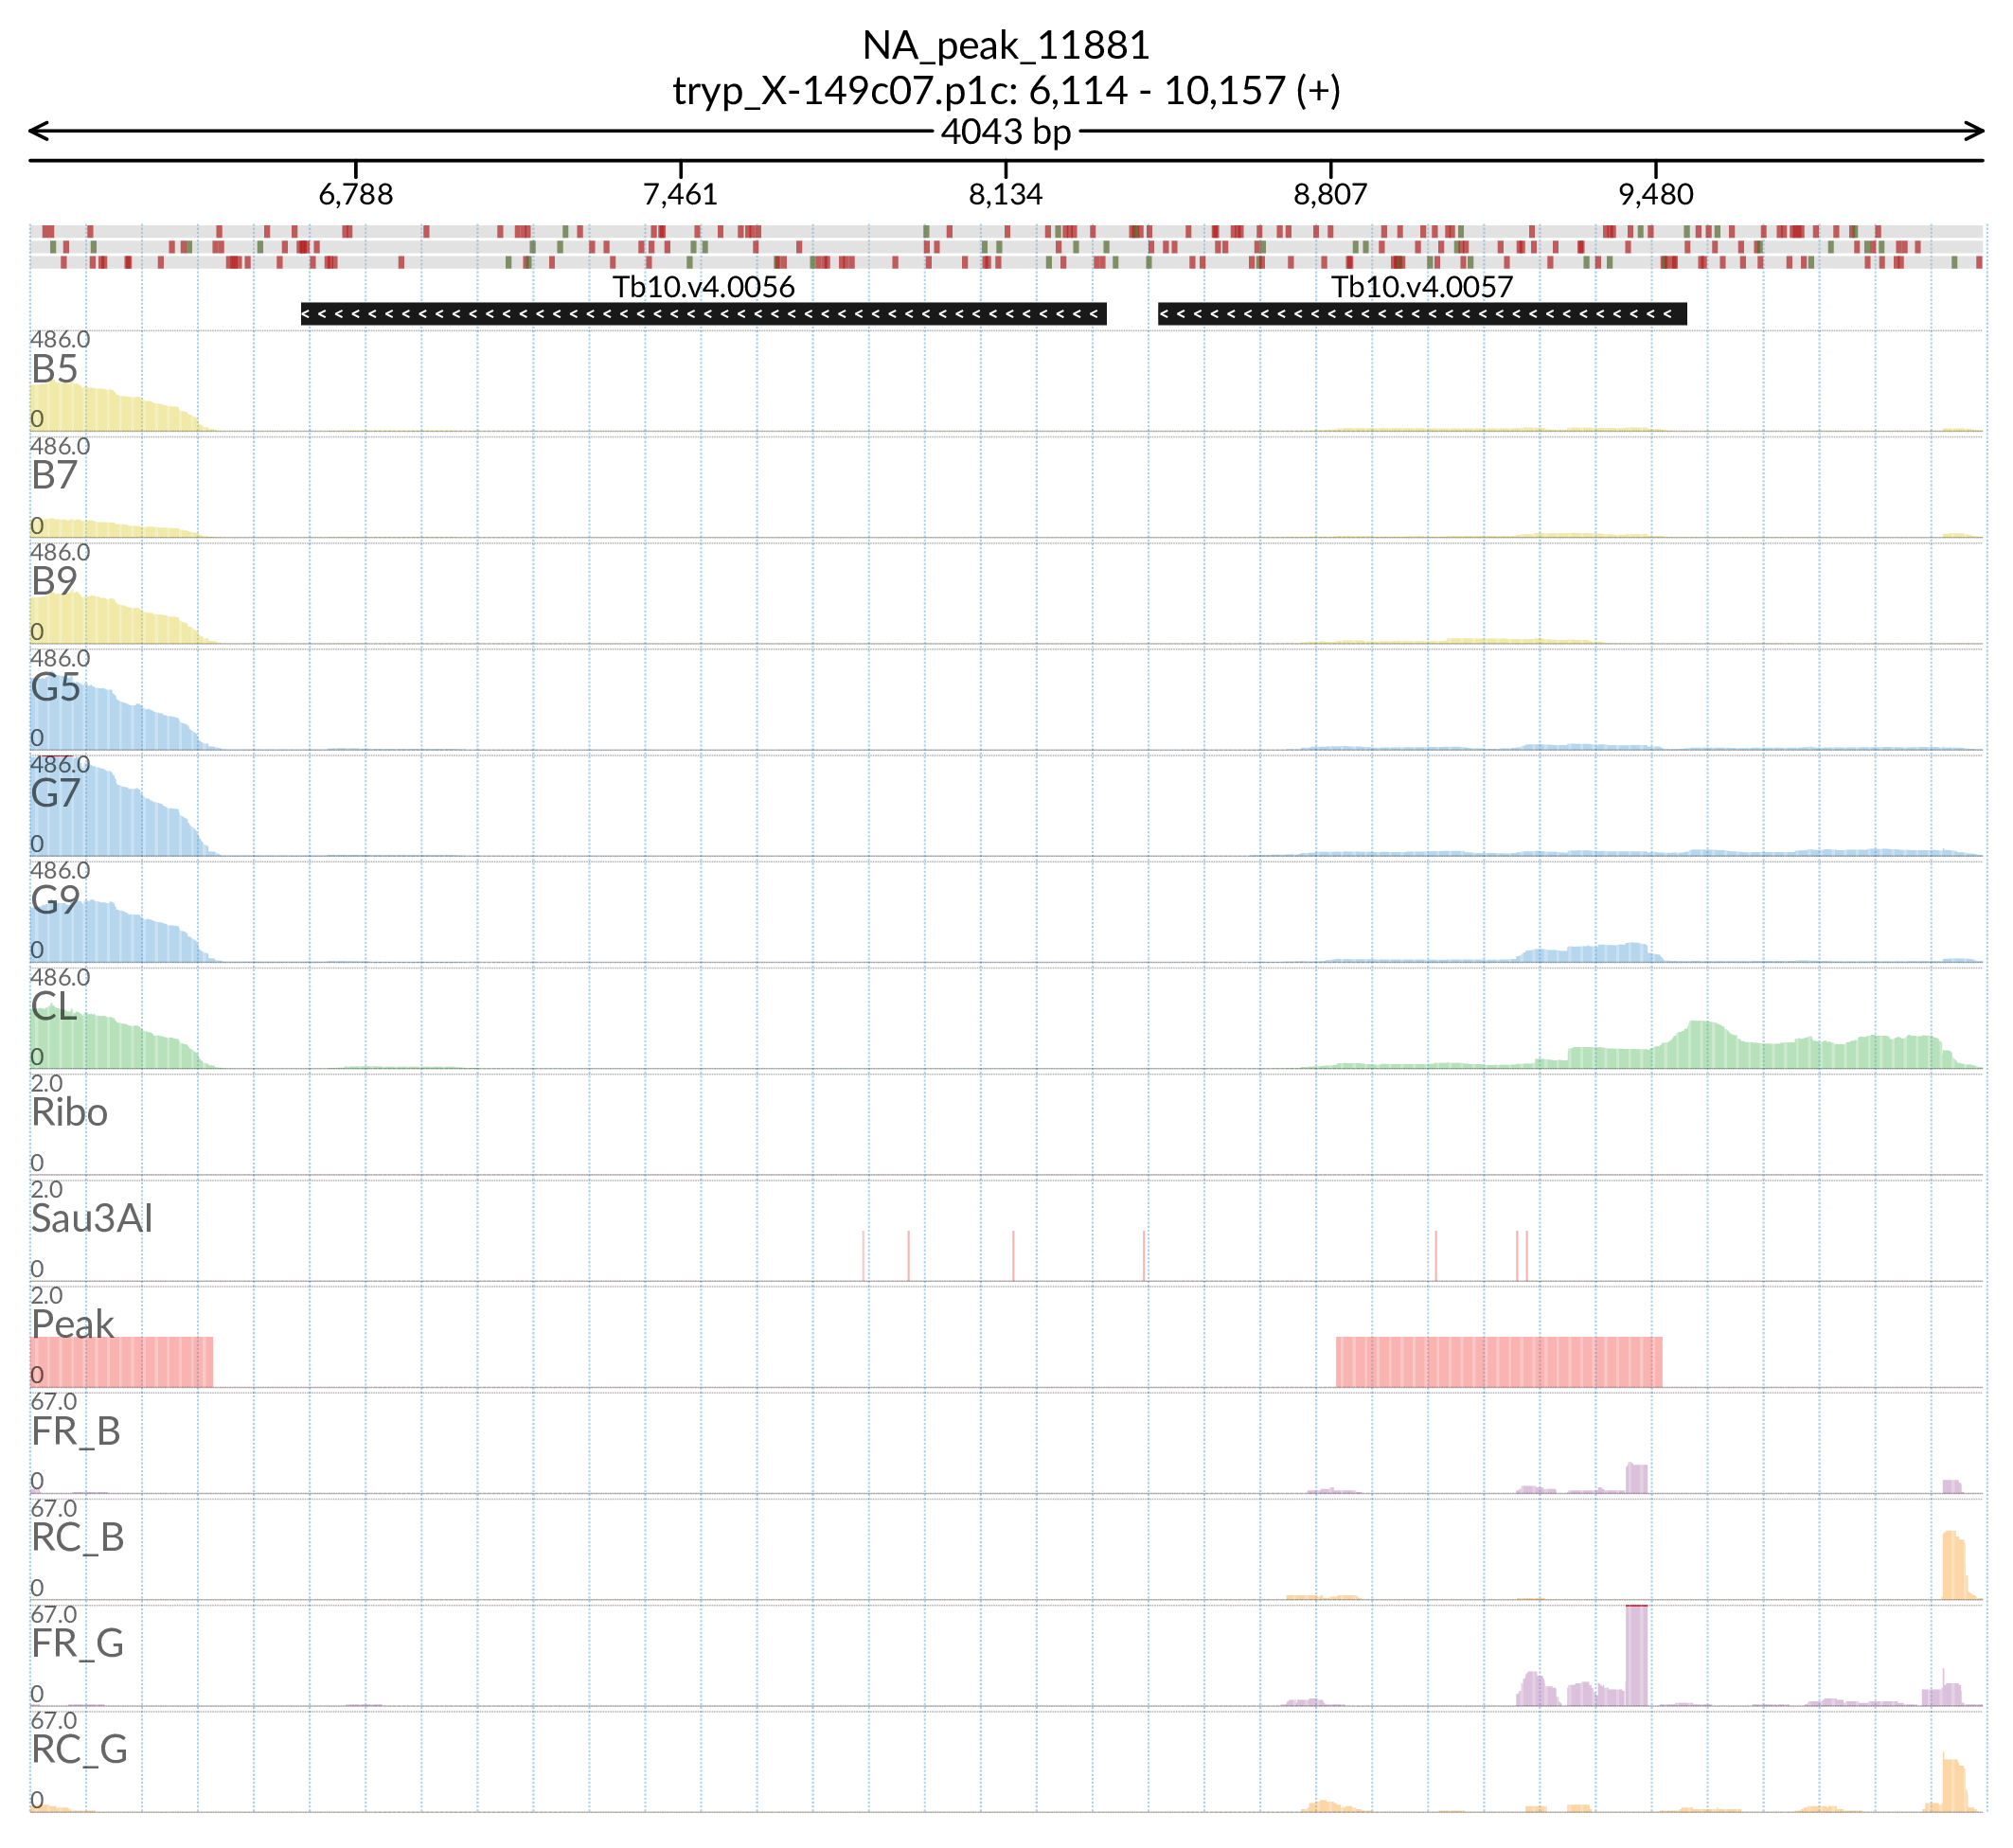 NA_peak_11881
tryp_X-149c07.p1c: 6,114 - 10,157 (+)
4043 bp
6,788 7,461 8,134 8,807 9,480
Tb10.v4.0056 Tb10.v4.0057
486.0
B5
0
486.0
B7
0
486.0
B9
0
486.0
G5
0
486.0
G7
0
486.0
G9
0
486.0
CL
0
2.0
Ribo
0
2.0
Sau3AI
0
2.0
Peak
0
67.0
FR_B
0
67.0
RC_B
0
67.0
FR_G
0
67.0
RC_G
0